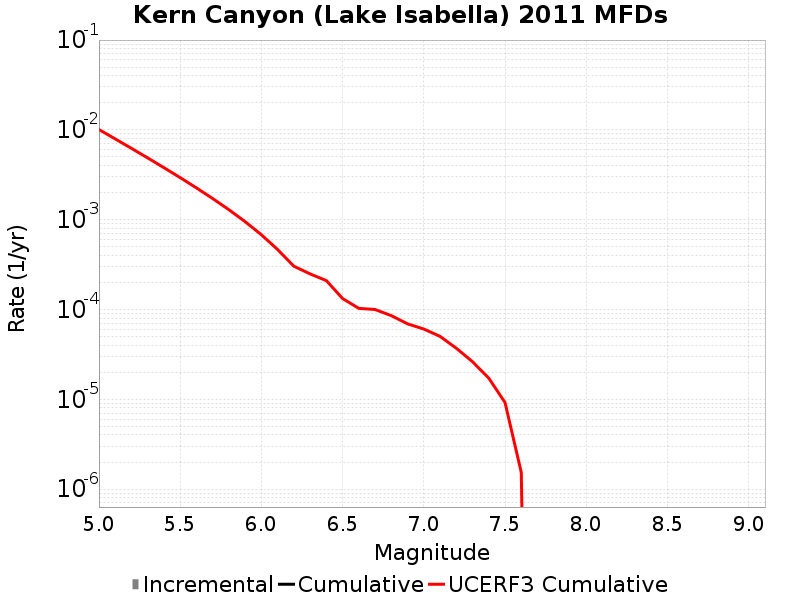 Kern Canyon (Lake Isabella) 2011 MFDs
10-1
10-2
10-3
10-4
10-5
10-6
Rate (1/yr)
5.0 5.5 6.0 6.5 7.0 7.5 8.0 8.5 9.0
Magnitude
Incremental Cumulative UCERF3 Cumulative